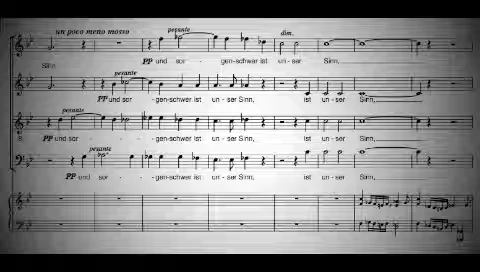 un poco meno mosso pesante dim.
Sinn pp und sor - gen-schwer ist un - ser Sinn,
pesante
pp und sor - gen-schwer ist un - ser Sinn, ist un - ser Sinn,
pesante
s, pp und sor - gen-schwer ist un - ser Sinn, ist un - ser Sinn,
pesante
pp und sor - gen-schwer ist un - ser Sinn, ist un - ser Sinn,